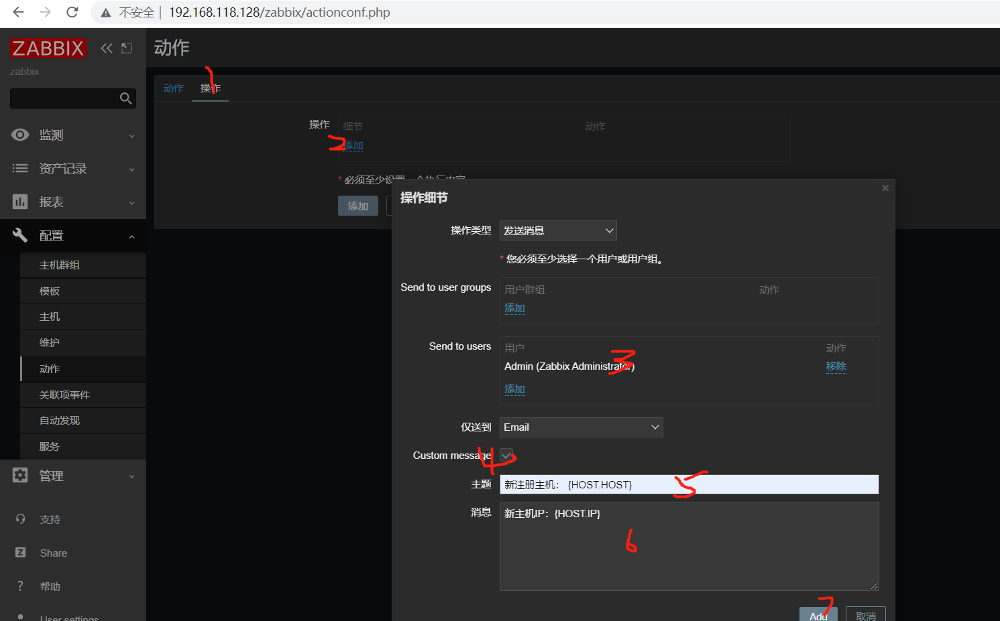 不安全 | 192.168.118.128/zabbix/actionconf.php
ZABBIX
zabbix
监测
资产记录
报表
配置
主机群组
模板
主机
维护
动作
关联项事件
自动发现
服务
管理
支持
Share
帮助
User settings
动作
动作 操作
1
操作 细节 动作
2 添加
* 必须至少设置一个执行内容
添加
操作细节
操作类型 发送消息
* 您必须至少选择一个用户或用户组。
Send to user groups 用户群组 动作
添加
Send to users 用户 动作
Admin (Zabbix Administrator) 3 移除
添加
仅送到 Email
Custom message 4
主题 新注册主机: {HOST.HOST} 5
消息 新主机IP: {HOST.IP}
6
Add 7 取消